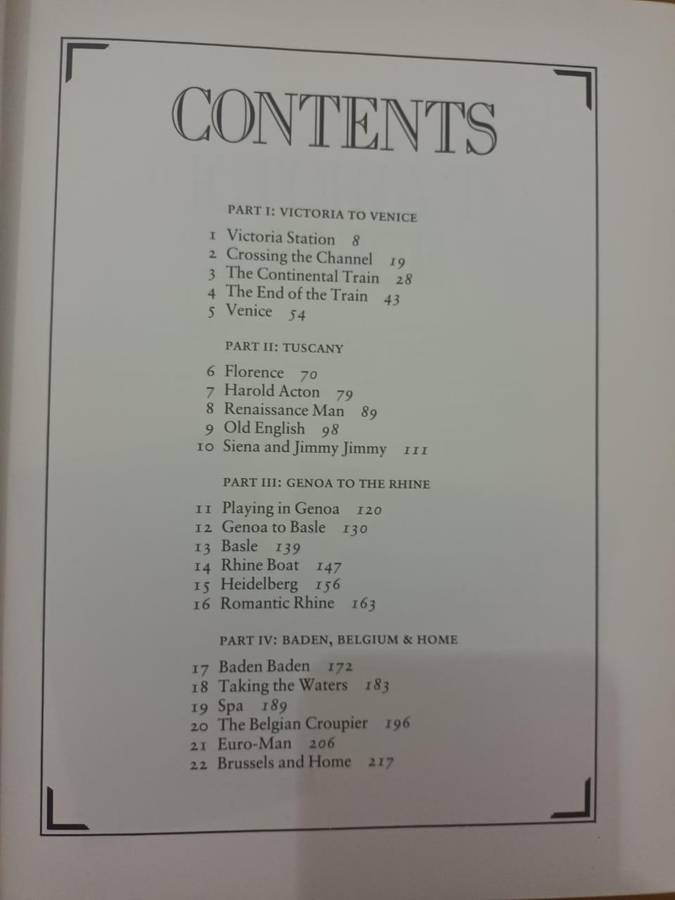 CONTENTS
PART I: VICTORIA TO VENICE
1 Victoria Station 8
2 Crossing the Channel 19
3 The Continental Train 28
4 The End of the Train 43
5 Venice 54
PART II: TUSCANY
6 Florence 70
7 Harold Acton 79
8 Renaissance Man 89
9 Old English 98
10 Siena and Jimmy Jimmy 111
PART III: GENOA TO THE RHINE
11 Playing in Genoa 120
12 Genoa to Basle 130
13 Basle 139
14 Rhine Boat 147
15 Heidelberg 156
16 Romantic Rhine 163
PART IV: BADEN, BELGIUM & HOME
17 Baden Baden 172
18 Taking the Waters 183
19 Spa 189
20 The Belgian Croupier 196
21 Euro-Man 206
22 Brussels and Home 217